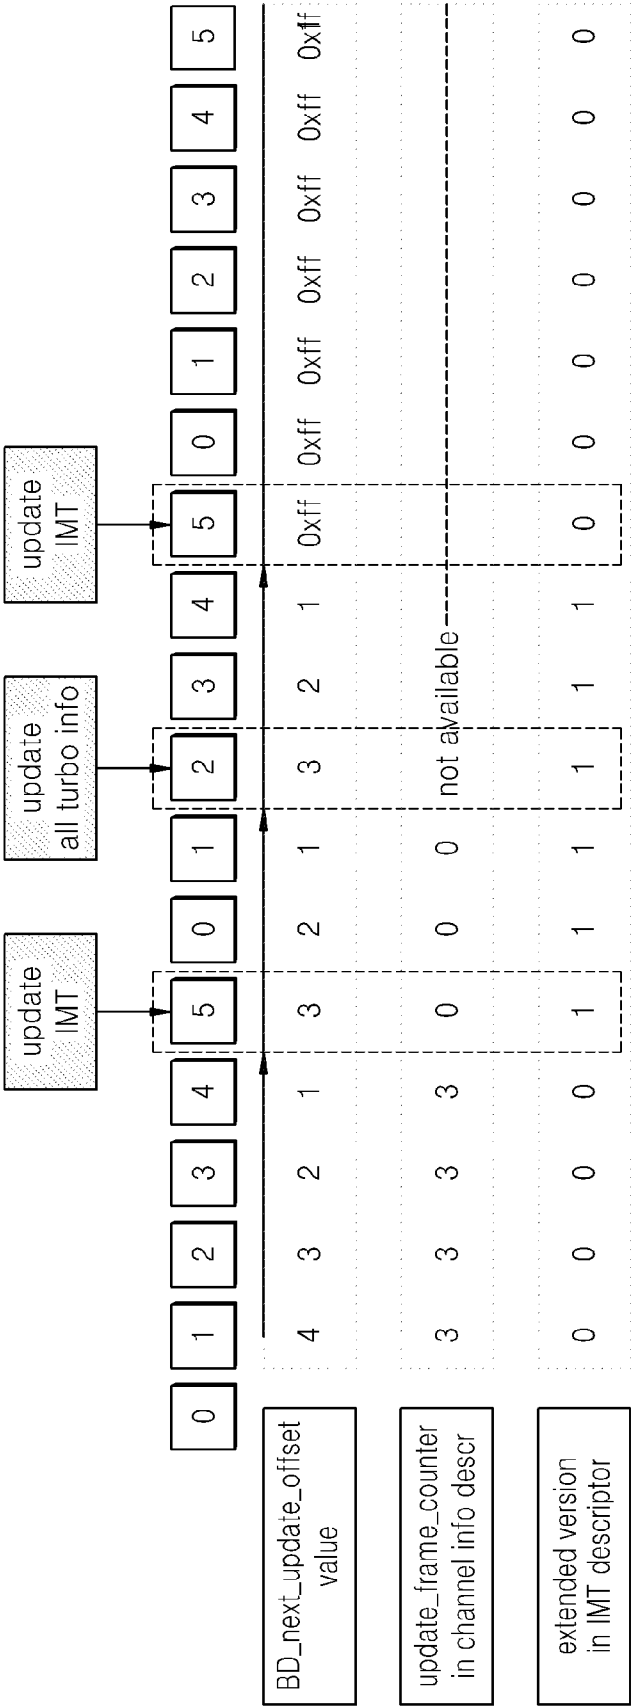 update
IMT
update
all turbo info
update
IMT
0 1 2 3 4 5 0 1 2 3 4 5 0 1 2 3 4 5
BD_next_update_offset
value
4 3 2 1 3 2 1 3 2 1 0xff 0xff 0xff 0xff 0xff 0xff 0xff
update_frame_counter
in channel info descr
3 3 3 3 0 0 0 not available
extended version
in IMT descriptor
0 0 0 0 1 1 1 1 1 1 0 0 0 0 0 0 0